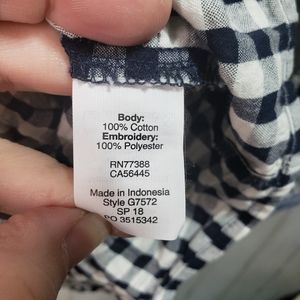 Body:
100% Cotton
Embroidery:
100% Polyester
RN77388
CA56445
Made in Indonesia
Style G7572
SP 18
PO 3515342